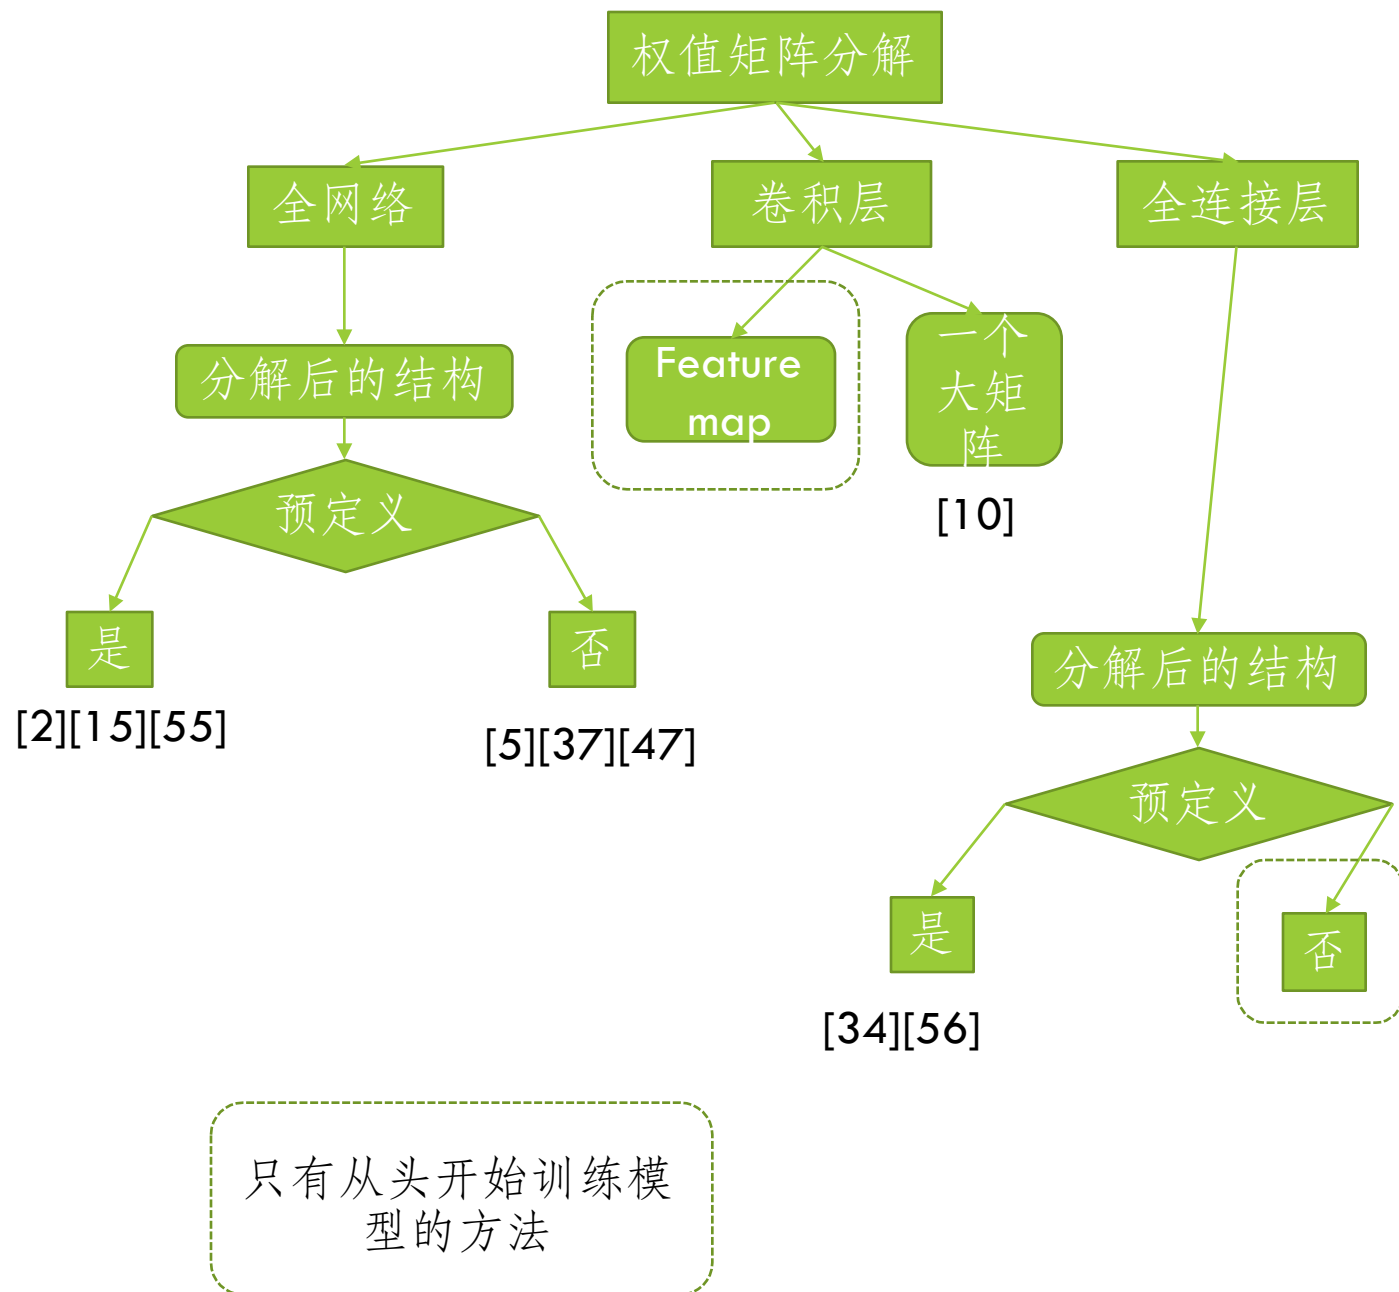 权值矩阵分解
全网络
卷积层
全连接层
分解后的结构
Feature
map
一个
大矩
阵
[10]
预定义
是
否
[2][15][55]
[5][37][47]
分解后的结构
预定义
是
否
[34][56]
只有从头开始训练模
型的方法